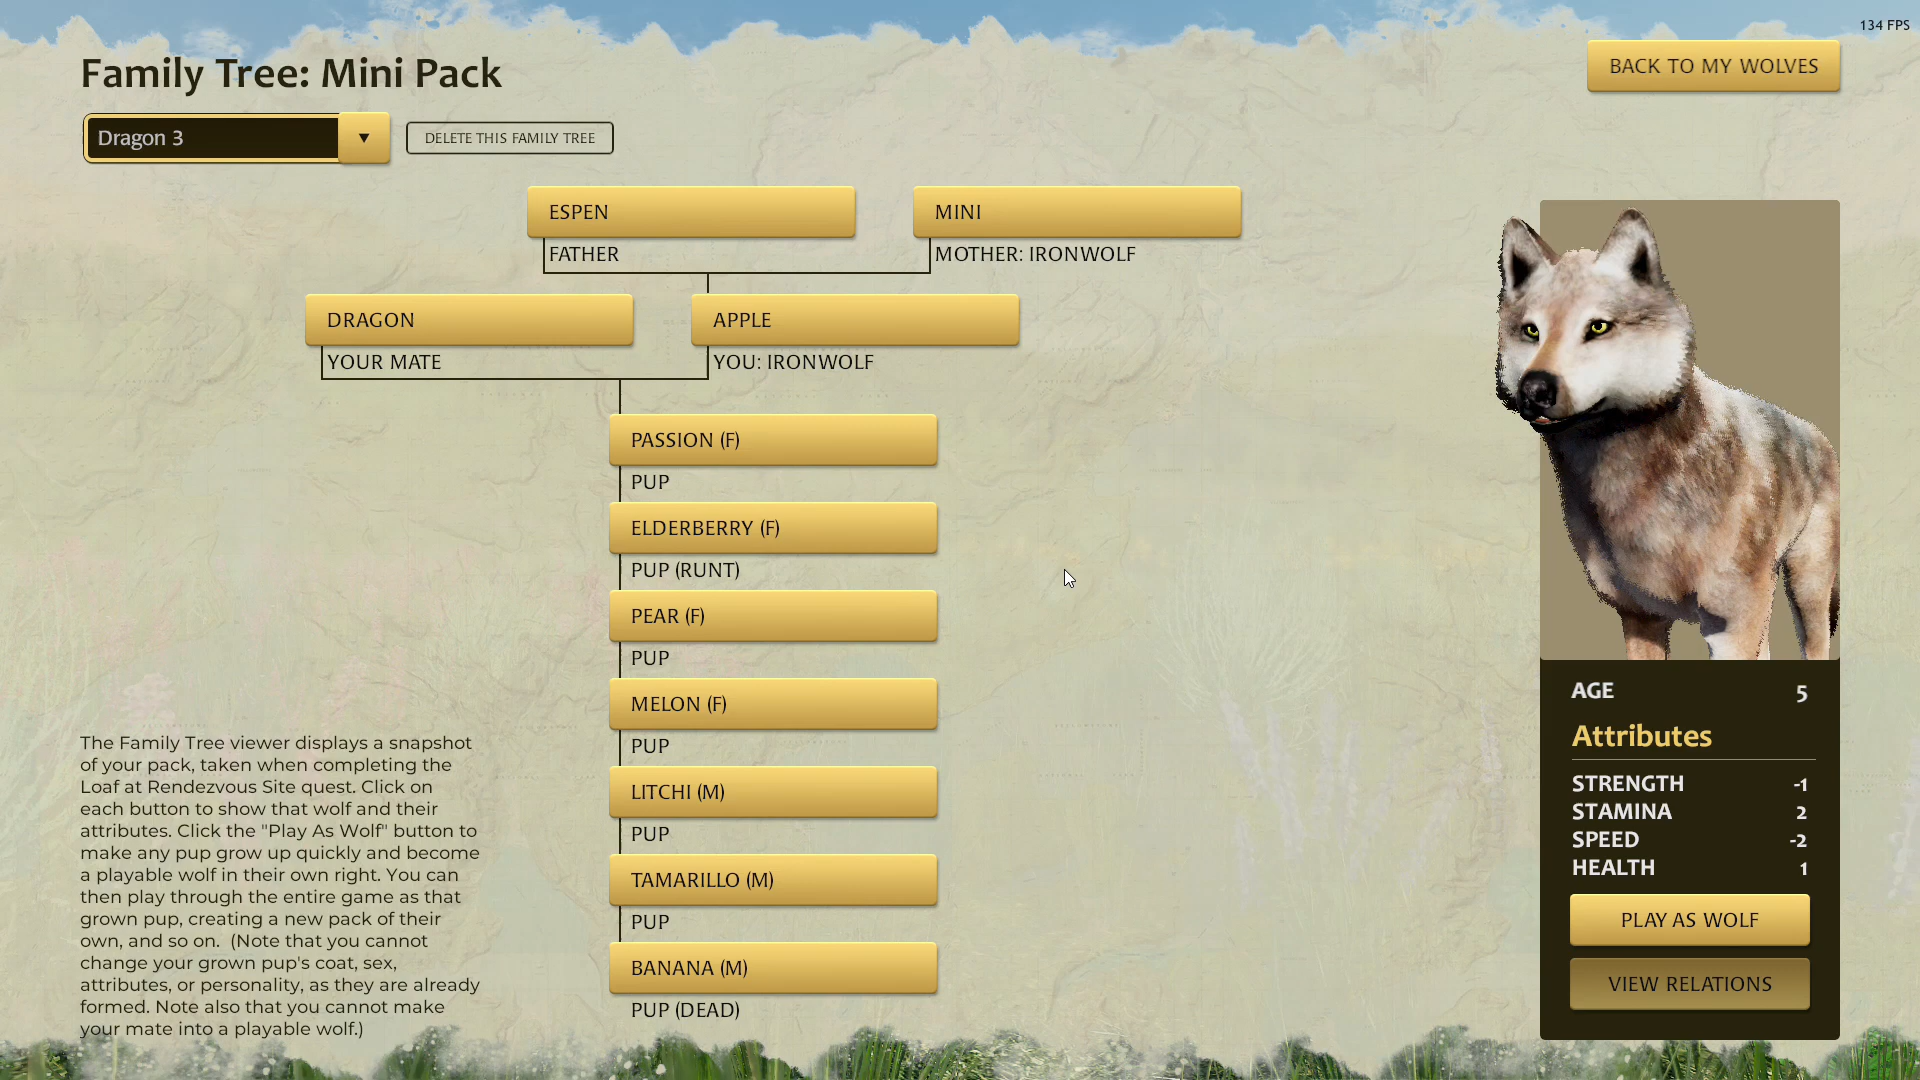 134 FPS
Family Tree: Mini Pack
BACK TO MY WOLVES
Dragon 3
DELETE THIS FAMILY TREE
ESPEN
MINI
FATHER
MOTHER: IRONWOLF
DRAGON
APPLE
YOUR MATE
YOU: IRONWOLF
PASSION (F)
PUP
ELDERBERRY (F)
PUP (RUNT)
PEAR (F)
PUP
MELON (F)
PUP
LITCHI (M)
PUP
TAMARILLO (M)
PUP
BANANA (M)
PUP (DEAD)
The Family Tree viewer displays a snapshot
of your pack, taken when completing the
Loaf at Rendezvous Site quest. Click on
each button to show that wolf and their
attributes. Click the "Play As Wolf" button to
make any pup grow up quickly and become
a playable wolf in their own right. You can
then play through the entire game as that
grown pup, creating a new pack of their
own, and so on.  (Note that you cannot
change your grown pup's coat, sex,
attributes, or personality, as they are already
formed. Note also that you cannot make
your mate into a playable wolf.)
AGE 5
Attributes
STRENGTH -1
STAMINA 2
SPEED -2
HEALTH 1
PLAY AS WOLF
VIEW RELATIONS